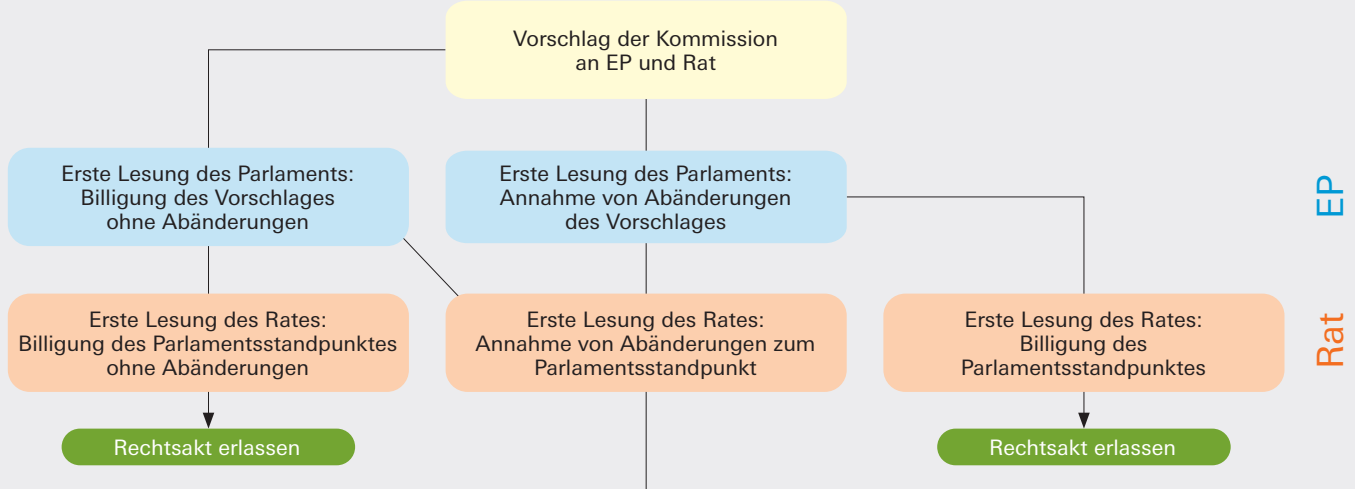 Vorschlag der Kommission
an EP und Rat
Erste Lesung des Parlaments:
Billigung des Vorschlages
ohne Abänderungen
Erste Lesung des Parlaments:
Annahme von Abänderungen
des Vorschlages
EP
Erste Lesung des Rates:
Billigung des Parlamentsstandpunktes
ohne Abänderungen
Erste Lesung des Rates:
Annahme von Abänderungen zum
Parlamentsstandpunkt
Erste Lesung des Rates:
Billigung des
Parlamentsstandpunktes
Rat
Rechtsakt erlassen
Rechtsakt erlassen